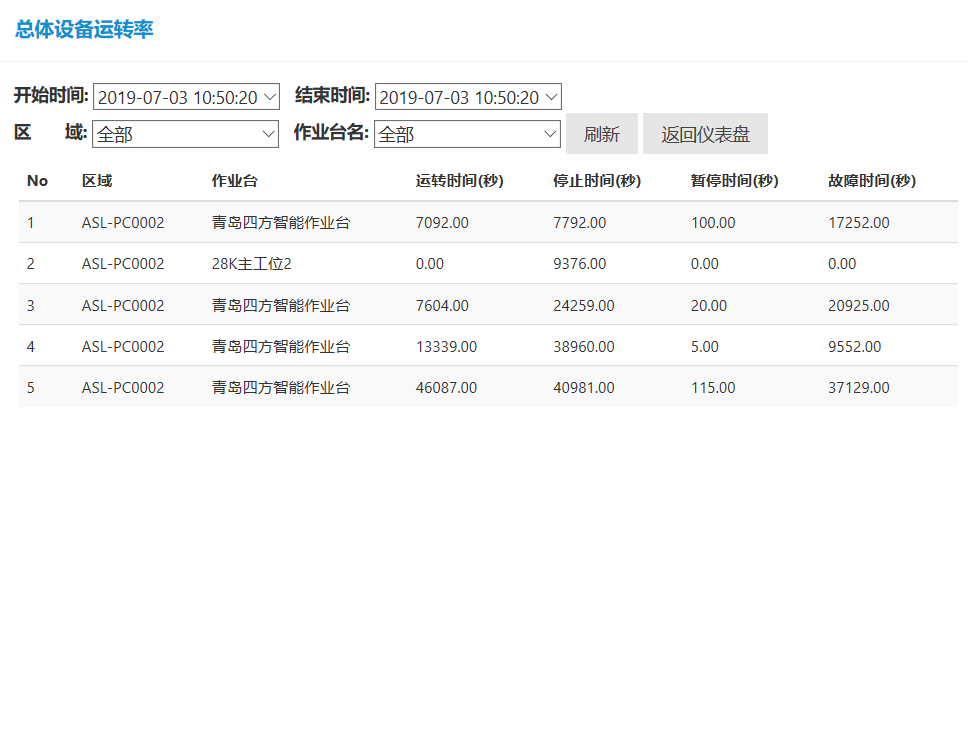 总体设备运转率
开始时间: 2019-07-03 10:50:20 结束时间: 2019-07-03 10:50:20
区 域: 全部 作业台名: 全部 刷新 返回仪表盘
No 区域 作业台 运转时间(秒) 停止时间(秒) 暂停时间(秒) 故障时间(秒)
1 ASL-PC0002 青岛四方智能作业台 7092.00 7792.00 100.00 17252.00
2 ASL-PC0002 28K主工位2 0.00 9376.00 0.00 0.00
3 ASL-PC0002 青岛四方智能作业台 7604.00 24259.00 20.00 20925.00
4 ASL-PC0002 青岛四方智能作业台 13339.00 38960.00 5.00 9552.00
5 ASL-PC0002 青岛四方智能作业台 46087.00 40981.00 115.00 37129.00